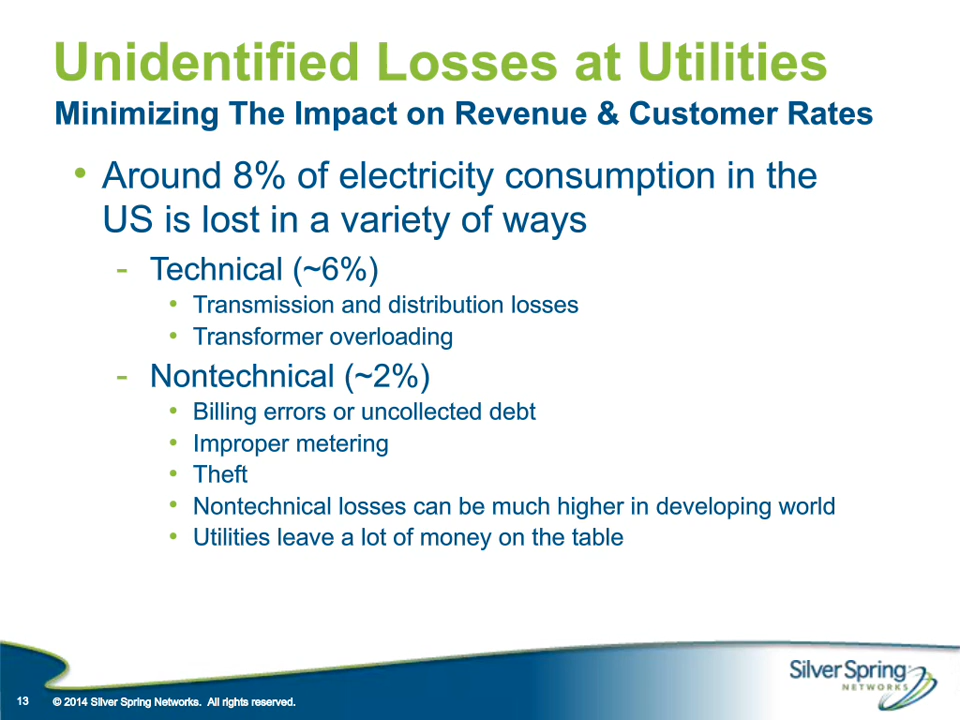 Unidentified Losses at Utilities
Minimizing The Impact on Revenue & Customer Rates
• Around 8% of electricity consumption in the
US is lost in a variety of ways
- Technical (~6%)
• Transmission and distribution losses
• Transformer overloading
- Nontechnical (~2%)
• Billing errors or uncollected debt
• Improper metering
• Theft
• Nontechnical losses can be much higher in developing world
• Utilities leave a lot of money on the table
13 © 2014 Silver Spring Networks. All rights reserved.
Silver Spring
NETWORKS